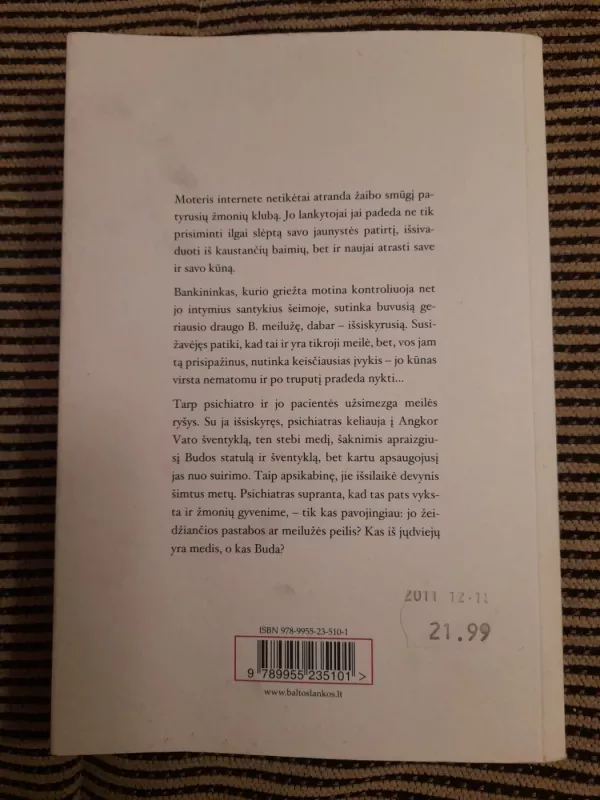 Moteris internete netikėtai atranda žaibo smūgį pa-
tyrusių žmonių klubą. Jo lankytojai jai padeda ne tik
prisiminti ilgai slėptą savo jaunystės patirtį, išsiva-
duoti iš kaustančių baimių, bet ir naujai atrasti save
ir savo kūną.
Bankininkas, kurio griežta motina kontroliuoja net
jo intymius santykius šeimoje, sutinka buvusią ge-
riausio draugo B. meilužę, dabar – išsiskyrusią. Susi-
žavėjęs patiki, kad tai ir yra tikroji meilė, bet, vos jam
tą prisipažinus, nutinka keisčiausias įvykis – jo kūnas
virsta nematomu ir po truputį pradeda nykti...
Tarp psichiatro ir jo pacientės užsimezga meilės
ryšys. Su ja išsiskyręs, psichiatras keliauja į Angkor
Vato šventyklą, ten stebi medį, šaknimis apraizgiu-
sį Budos statulą ir šventyklą, bet kartu apsaugojusį
jas nuo suirimo. Taip apsikabinę, jie išsilaikė devynis
šimtus metų. Psichiatras supranta, kad tas pats vyks-
ta ir žmonių gyvenime, – tik kas pavojingiau: jo žei-
džiančios pastabos ar meilužės peilis? Kas iš jųdviejų
yra medis, o kas Buda?
2011 12-11
21.99
ISBN 978-9955-23-510-1
9 789955 235101 >
www.baltoslankos.lt